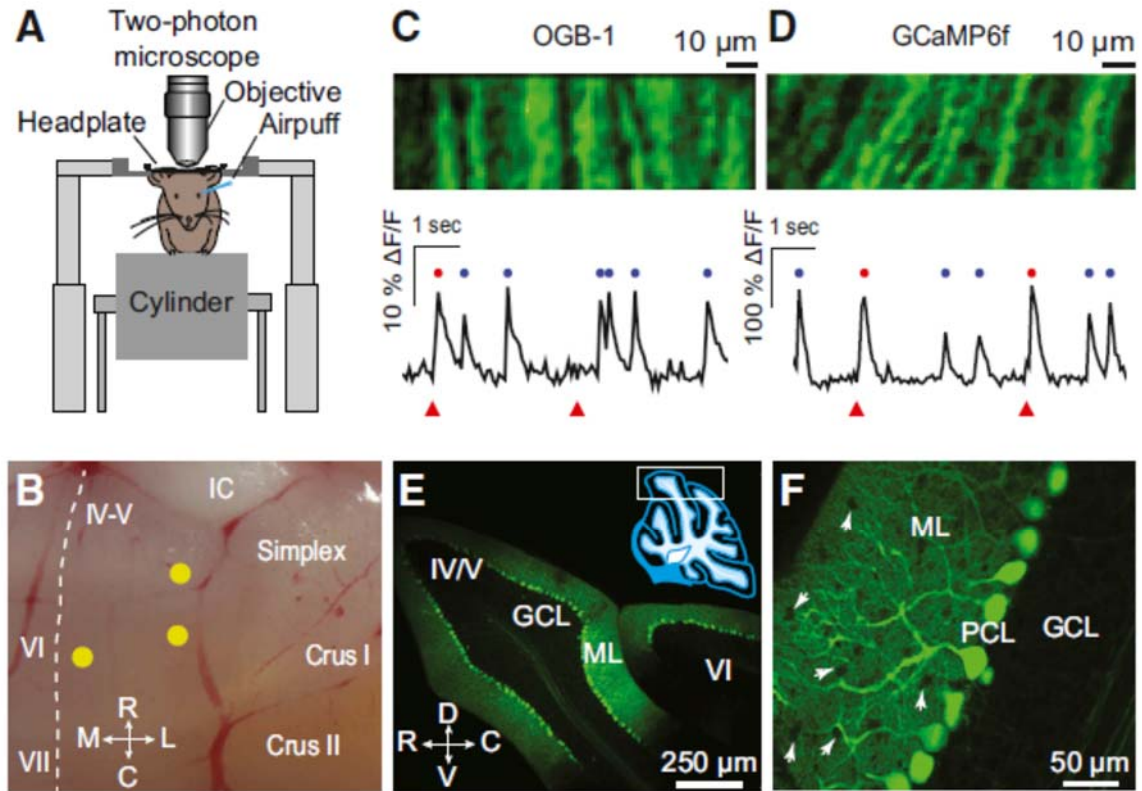 A
Two-photon
microscope
Objective
Airpuff
Headplate
Cylinder
C
OGB-1
10 µm
1 sec
10 % ΔF/F
D
GCaMP6f
10 µm
1 sec
100 % ΔF/F
B
IC
IV-V
Simplex
VI
Crus I
R
M
L
C
VII
Crus II
E
IV/V
GCL
ML
VI
D
R
C
V
250 µm
F
ML
PCL
GCL
50 µm